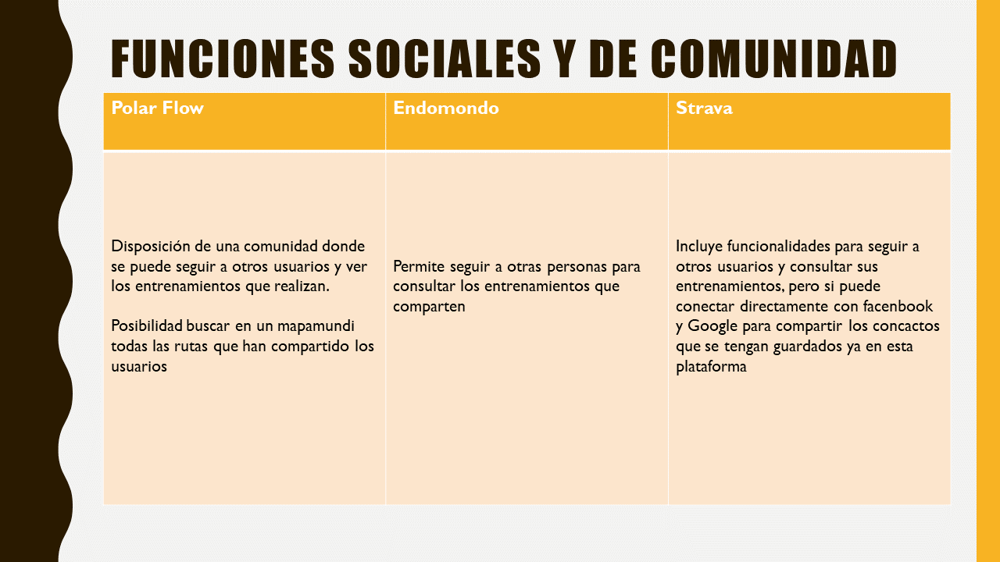 FUNCIONES SOCIALES Y DE COMUNIDAD
Polar Flow
Endomondo
Strava
Disposición de una comunidad donde
se puede seguir a otros usuarios y ver
los entrenamientos que realizan.
Posibilidad buscar en un mapamundi
todas las rutas que han compartido los
usuarios
Permite seguir a otras personas para
consultar los entrenamientos que
comparten
Incluye funcionalidades para seguir a
otros usuarios y consultar sus
entrenamientos, pero si puede
conectar directamente con facenbook
y Google para compartir los concactos
que se tengan guardados ya en esta
plataforma